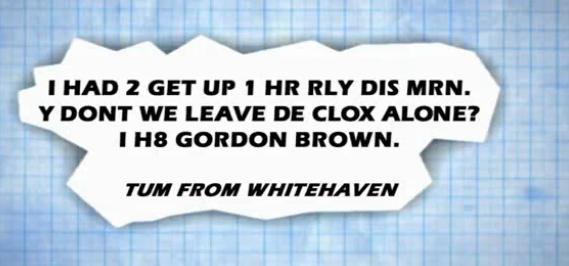 I HAD 2 GET UP 1 HR RLY DIS MRN.
Y DONT WE LEAVE DE CLOX ALONE?
I H8 GORDON BROWN.
TUM FROM WHITEHAVEN